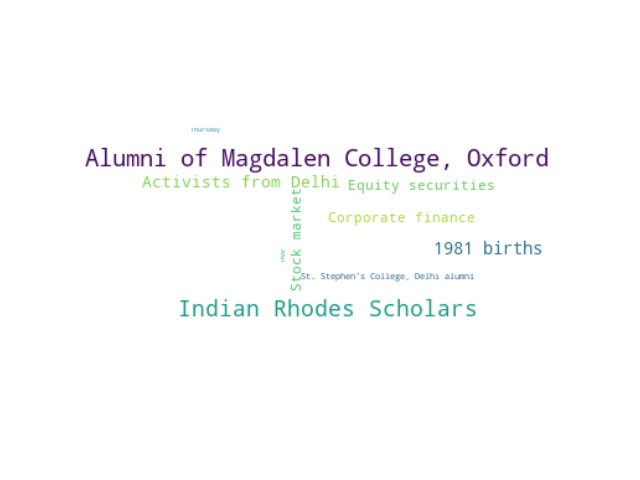 Thursday
Alumni of Magdalen College, Oxford
Activists from Delhi
Equity securities
Stock market
Corporate finance
1981 births
St. Stephen's College, Delhi alumni
Indian Rhodes Scholars